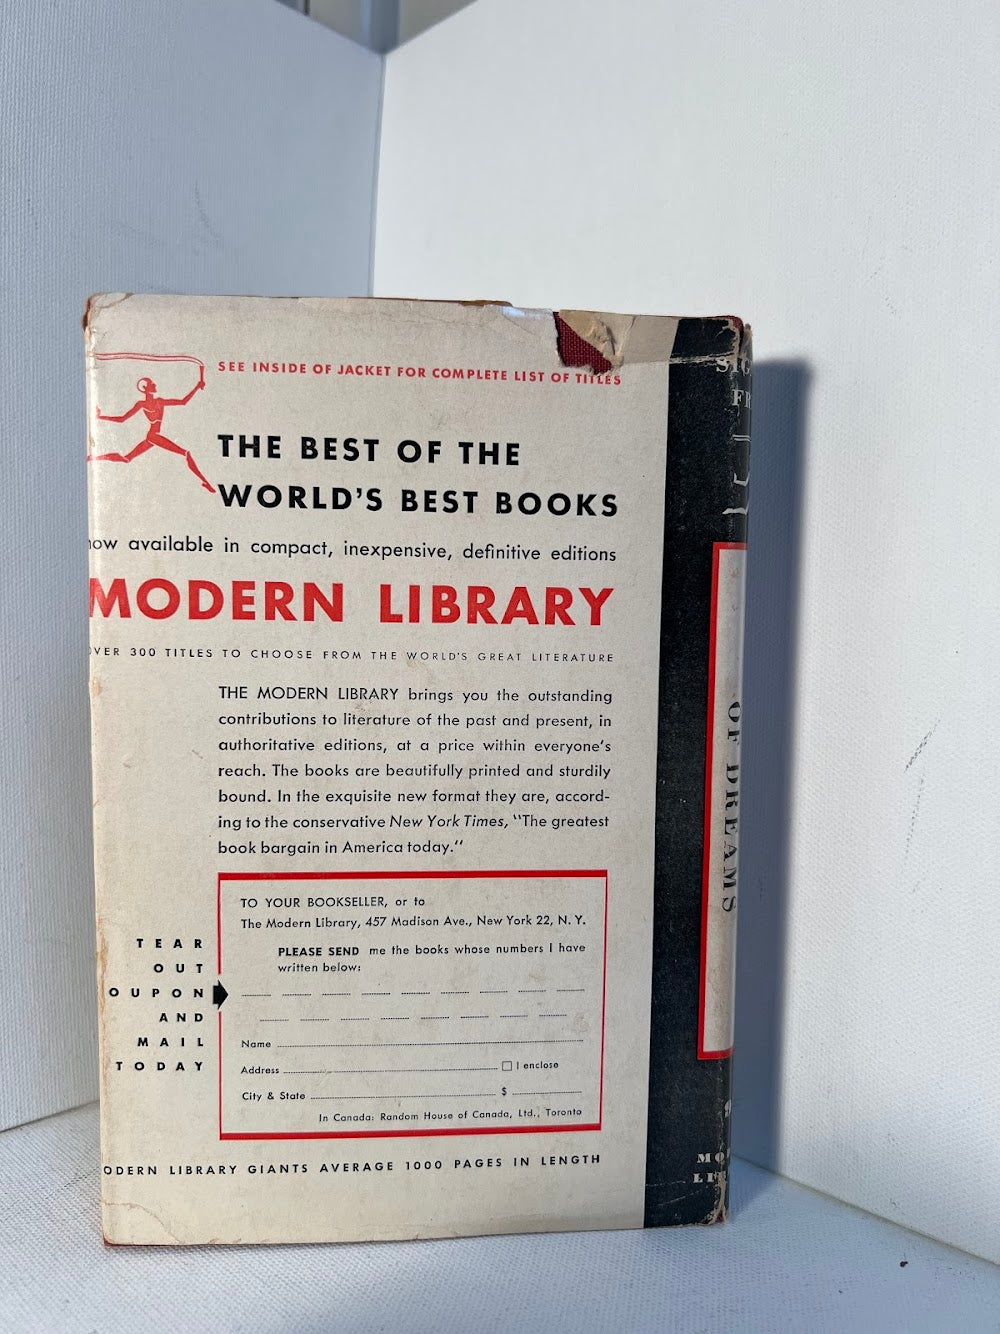 SEE INSIDE OF JACKET FOR COMPLETE LIST OF TITLES
THE BEST OF THE
WORLD'S BEST BOOKS
now available in compact, inexpensive, definitive editions
MODERN LIBRARY
OVER 300 TITLES TO CHOOSE FROM THE WORLD'S GREAT LITERATURE
THE MODERN LIBRARY brings you the outstanding
contributions to literature of the past and present, in
authoritative editions, at a price within everyone's
reach. The books are beautifully printed and sturdily
bound. In the exquisite new format they are, accord-
ing to the conservative New York Times, "The greatest
book bargain in America today."
TEAR
OUT
OUPON
AND
MAIL
TODAY
TO YOUR BOOKSELLER, or to
The Modern Library, 457 Madison Ave., New York 22, N. Y.
PLEASE SEND me the books whose numbers I have
written below:
Name
Address I enclose
City & State $
In Canada: Random House of Canada, Ltd., Toronto
ODERN LIBRARY GIANTS AVERAGE 1000 PAGES IN LENGTH
SIG
FR
OF DREAMS
MO
LI